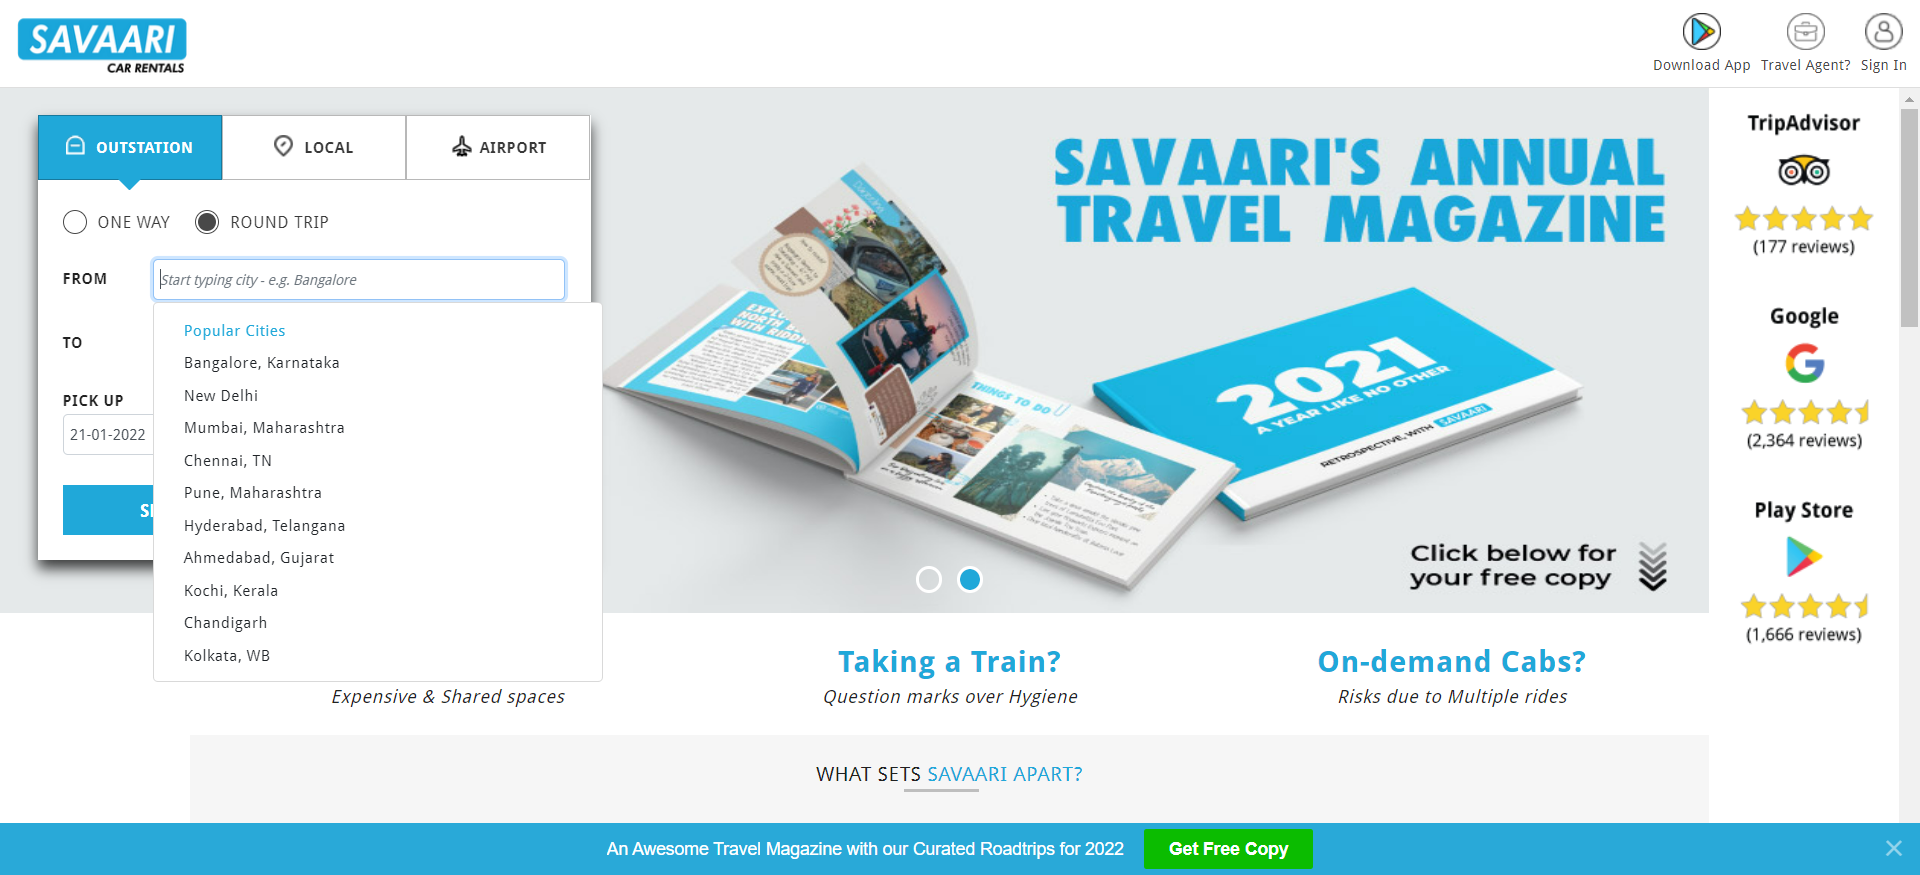 SAVAARI
CAR RENTALS
Download App
Travel Agent?
Sign In
OUTSTATION
LOCAL
AIRPORT
ONE WAY
ROUND TRIP
FROM
Start typing city - e.g. Bangalore
TO
PICK UP
21-01-2022
Popular Cities
Bangalore, Karnataka
New Delhi
Mumbai, Maharashtra
Chennai, TN
Pune, Maharashtra
Hyderabad, Telangana
Ahmedabad, Gujarat
Kochi, Kerala
Chandigarh
Kolkata, WB
SAVAARI'S ANNUAL
TRAVEL MAGAZINE
THINGS TO DO
2021
A YEAR LIKE NO OTHER
RETROSPECTIVE, WITH SAVAARI
Click below for
your free copy
TripAdvisor
(177 reviews)
Google
(2,364 reviews)
Play Store
(1,666 reviews)
Expensive & Shared spaces
Taking a Train?
Question marks over Hygiene
On-demand Cabs?
Risks due to Multiple rides
WHAT SETS SAVAARI APART?
An Awesome Travel Magazine with our Curated Roadtrips for 2022
Get Free Copy